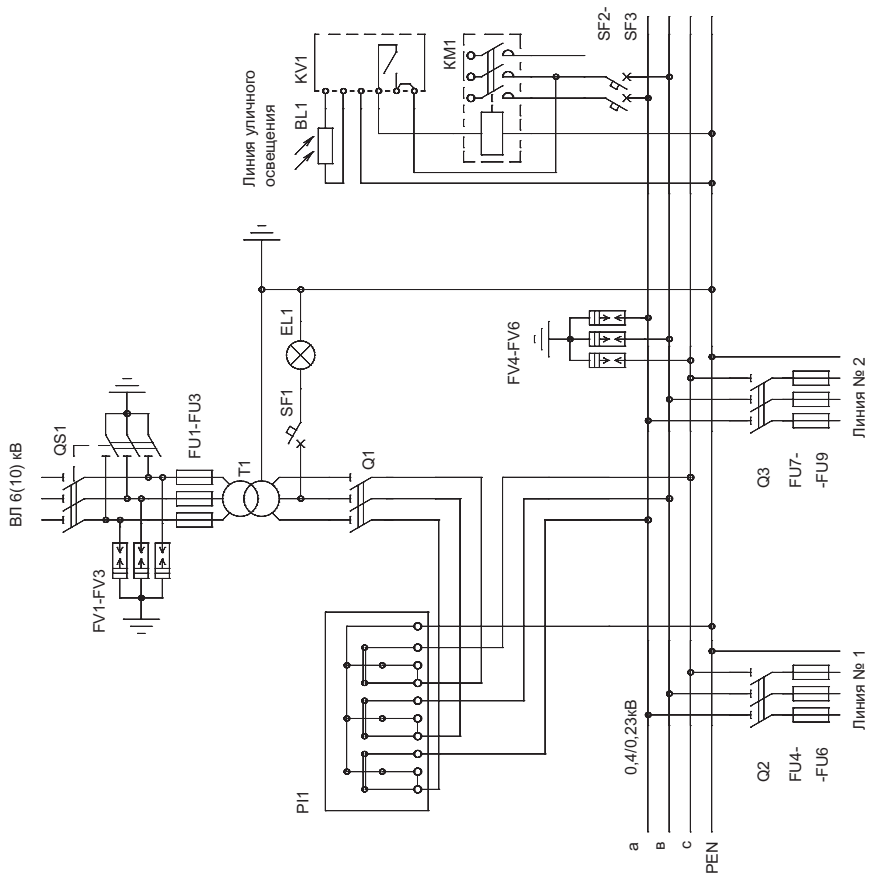 ВЛ 6(10) кВ
QS1
FV1-FV3
FU1-FU3
T1
SF1
EL1
Q1
PI1
Линия уличного
освещения
BL1
KV1
KM1
SF2-
SF3
FV4-FV6
0,4/0,23кВ
а
в
с
PEN
Q2
FU4-
-FU6
Линия № 1
Q3
FU7-
-FU9
Линия № 2